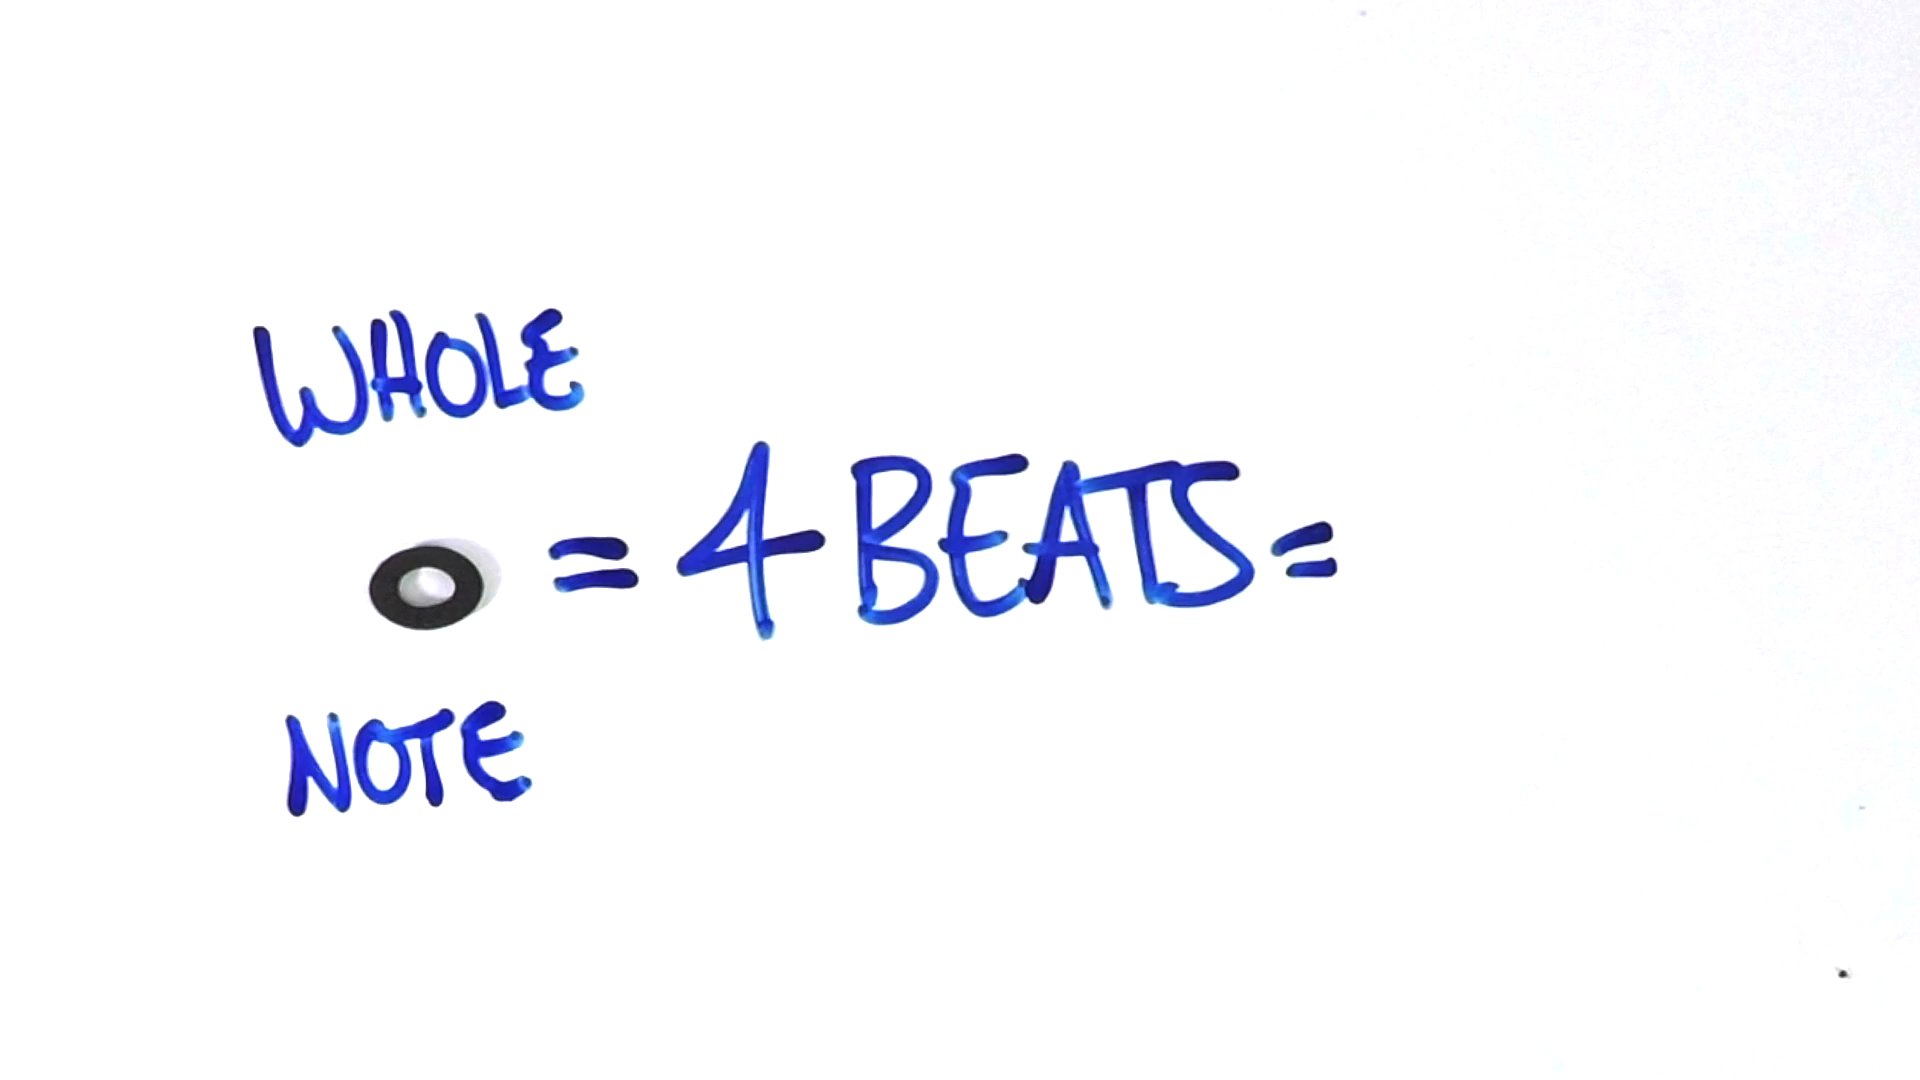 WHOLE
= 4 BEATS =
NOTE